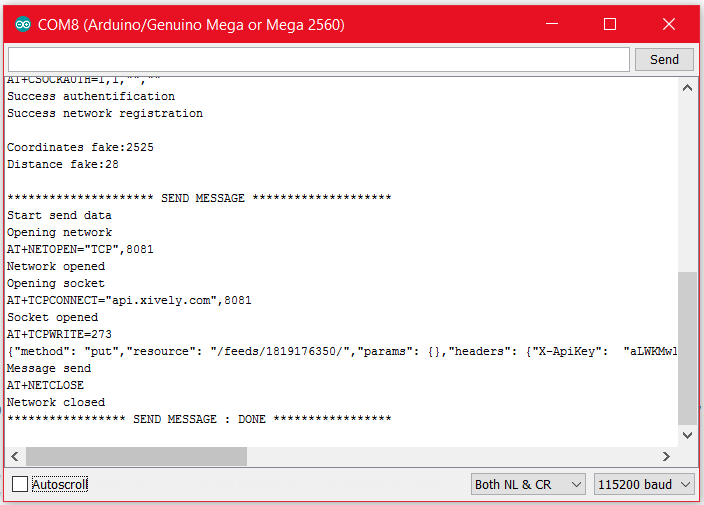 COM8 (Arduino/Genuino Mega or Mega 2560)
Send
AT+CSOCKAUTH=1,1,"",""
Success authentification
Success network registration
Coordinates fake:2525
Distance fake:28
********************* SEND MESSAGE ********************
Start send data
Opening network
AT+NETOPEN="TCP",8081
Network opened
Opening socket
AT+TCPCONNECT="api.xively.com",8081
Socket opened
AT+TCPWRITE=273
{"method": "put","resource": "/feeds/1819176350/","params": {},"headers": {"X-ApiKey":  "aLWKMwl
Message send
AT+NETCLOSE
Network closed
***************** SEND MESSAGE : DONE *****************
Autoscroll
Both NL & CR
115200 baud